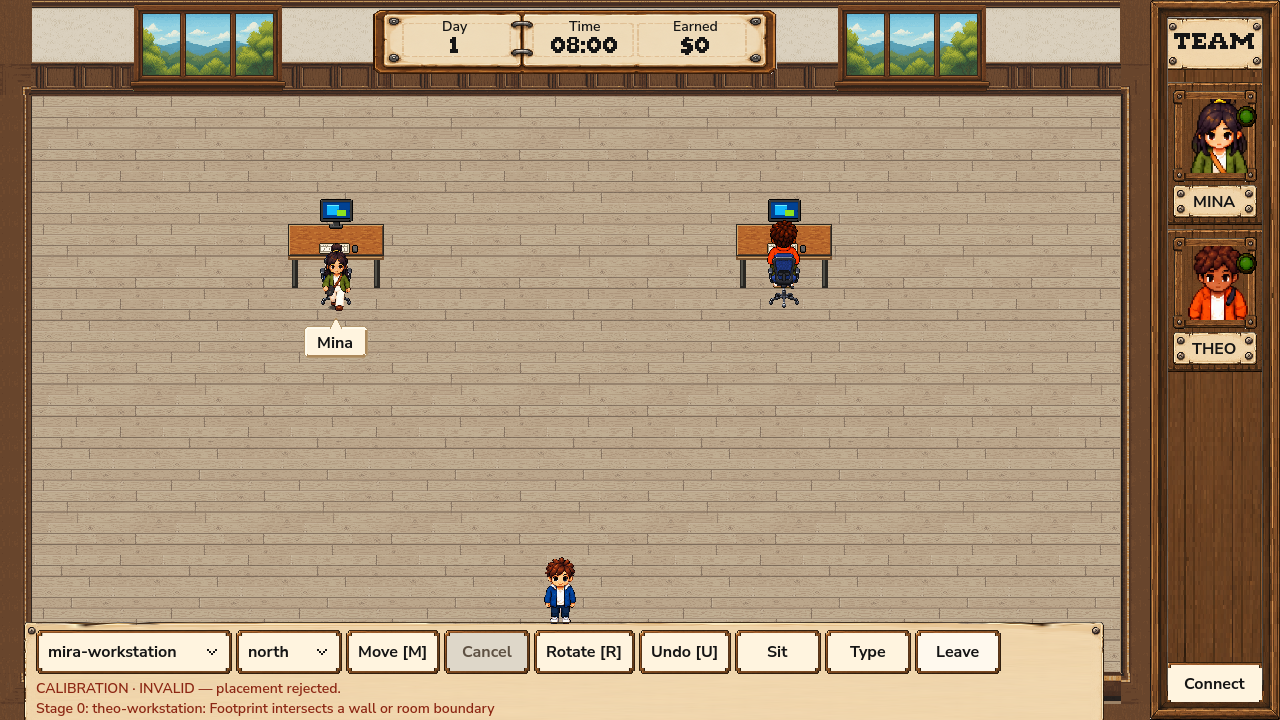 Day
1
Time
08:00
Earned
$0
TEAM
MINA
THEO
Mina
mira-workstation
north
Move [M]
Cancel
Rotate [R]
Undo [U]
Sit
Type
Leave
CALIBRATION · INVALID — placement rejected.
Stage 0: theo-workstation: Footprint intersects a wall or room boundary
Connect